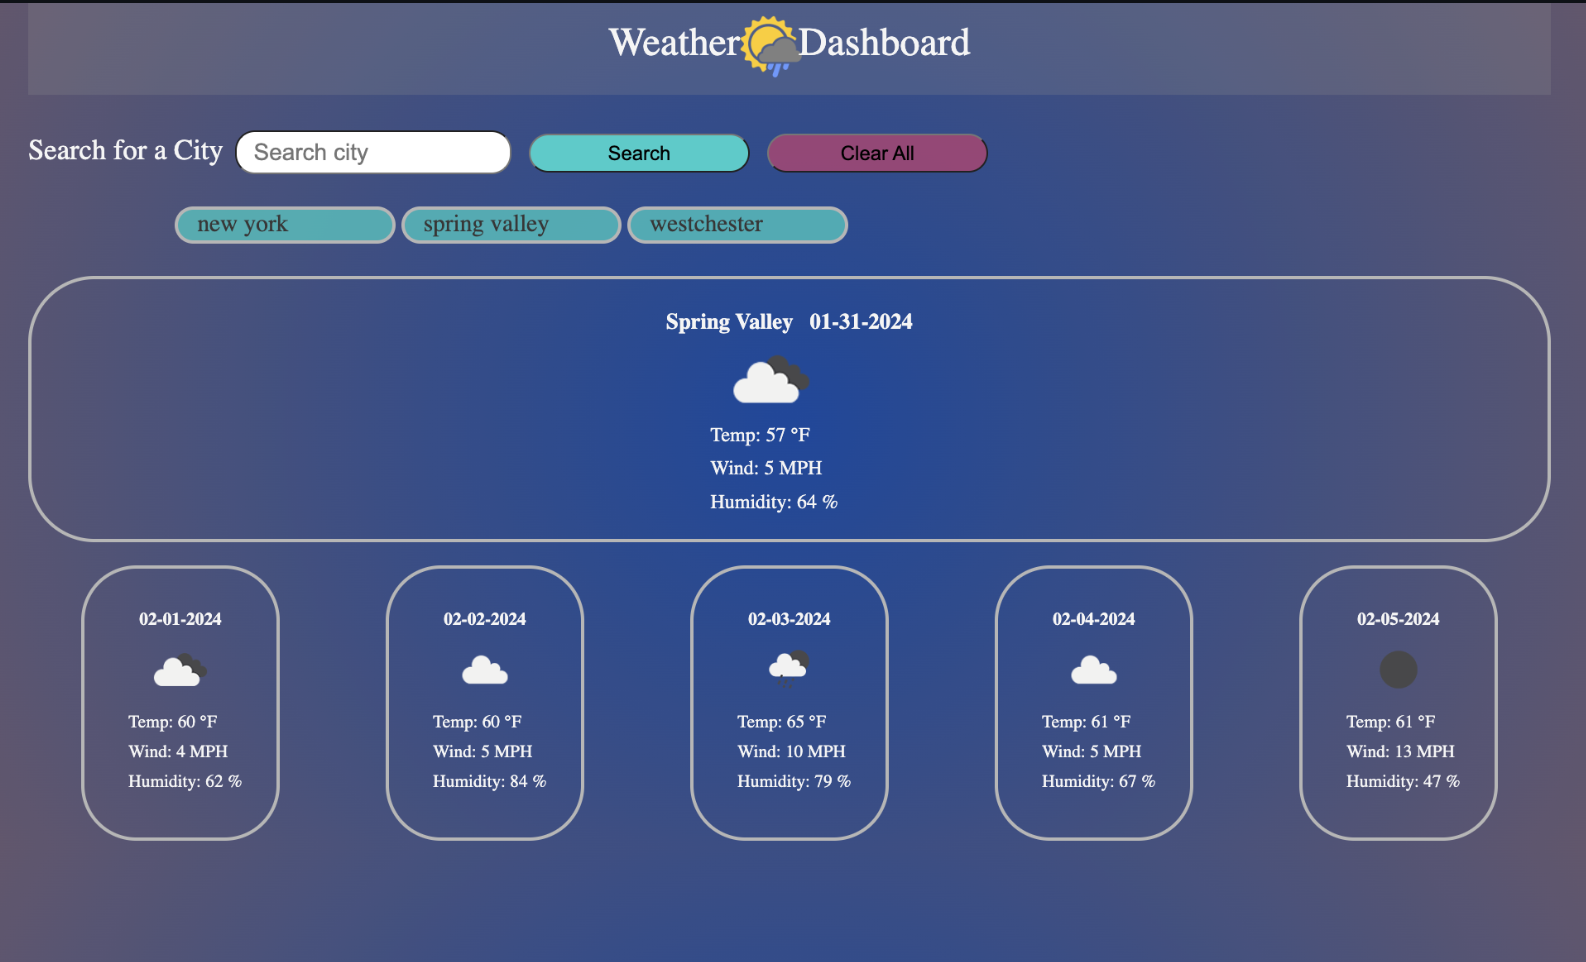 Weather Dashboard
Search for a City Search city Search Clear All
new york spring valley westchester
Spring Valley 01-31-2024
Temp: 57 °F
Wind: 5 MPH
Humidity: 64 %
02-01-2024
Temp: 60 °F
Wind: 4 MPH
Humidity: 62 %
02-02-2024
Temp: 60 °F
Wind: 5 MPH
Humidity: 84 %
02-03-2024
Temp: 65 °F
Wind: 10 MPH
Humidity: 79 %
02-04-2024
Temp: 61 °F
Wind: 5 MPH
Humidity: 67 %
02-05-2024
Temp: 61 °F
Wind: 13 MPH
Humidity: 47 %